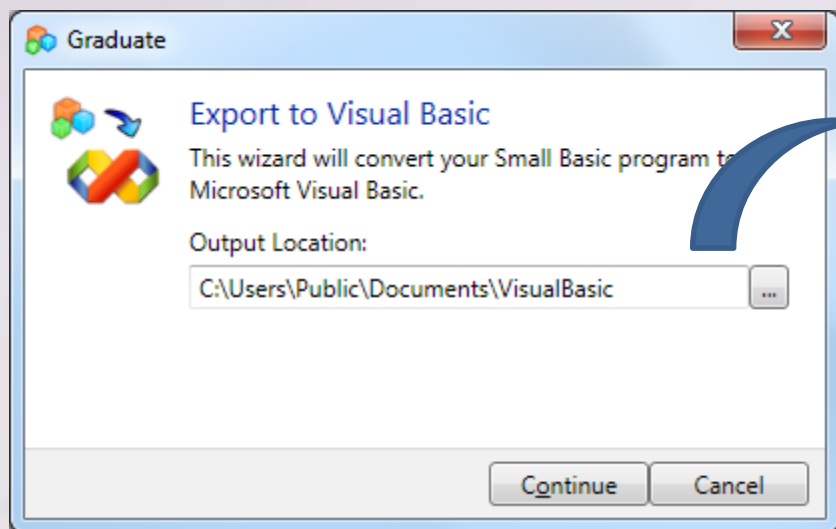 Graduate
Export to Visual Basic
This wizard will convert your Small Basic program
Microsoft Visual Basic.
Output Location:
C:\Users\Public\Documents\VisualBasic
...
Continue
Cancel